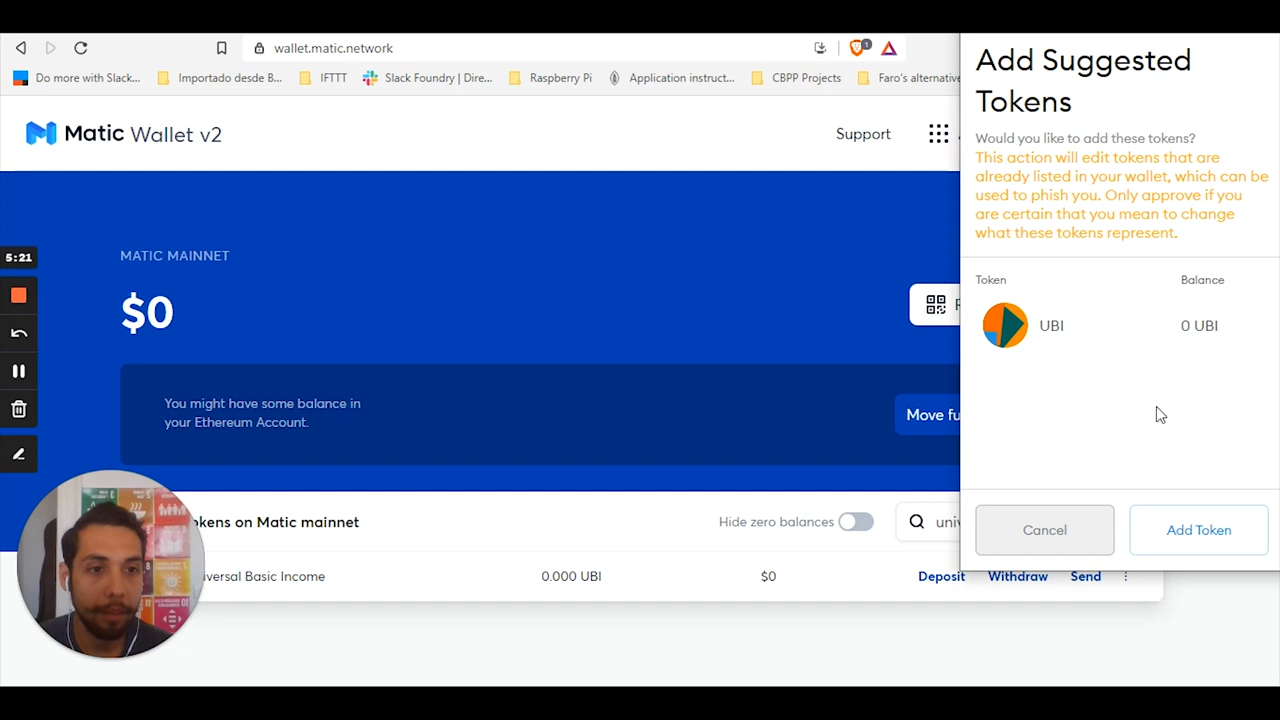 wallet.matic.network
1
Do more with Slack...
Importado desde B...
IFTTT
Slack Foundry | Dire...
Raspberry Pi
Application instruct...
CBPP Projects
Faro's alternative
Matic Wallet v2
Support
MATIC MAINNET
$0
You might have some balance in
your Ethereum Account.
Move fu
5:21
okens on Matic mainnet
Hide zero balances
univ
versal Basic Income
0.000 UBI
$0
Deposit
Withdraw
Send
Add Suggested
Tokens
Would you like to add these tokens?
This action will edit tokens that are
already listed in your wallet, which can be
used to phish you. Only approve if you
are certain that you mean to change
what these tokens represent.
Token
Balance
UBI
0 UBI
Cancel
Add Token